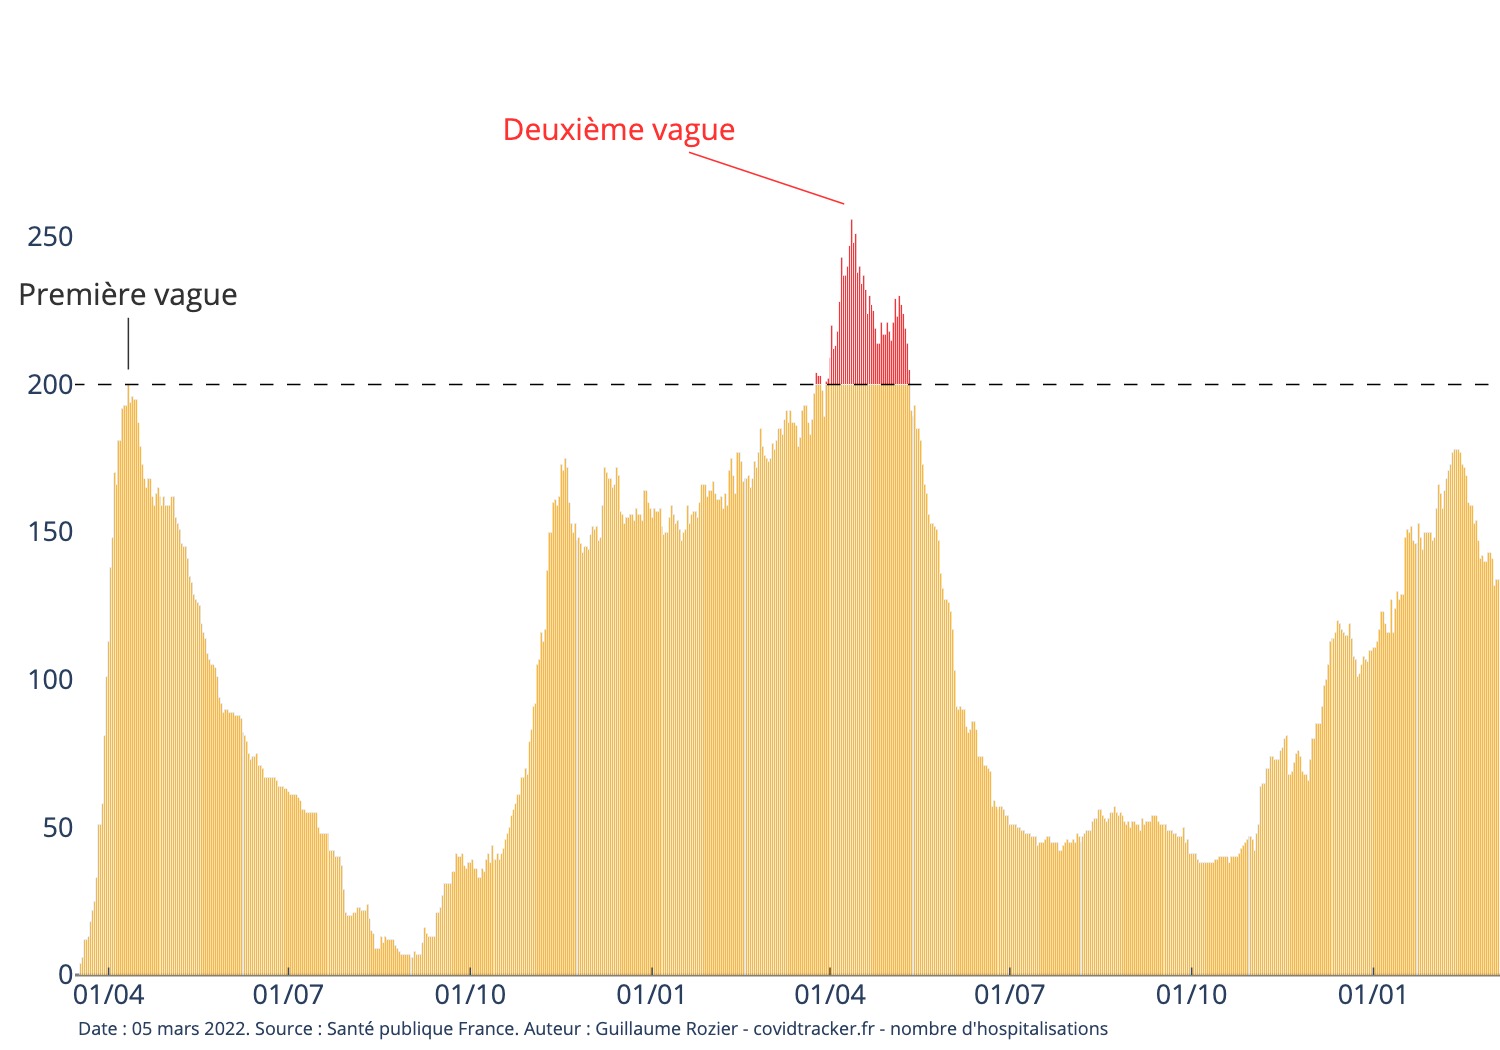 Deuxième vague
250
Première vague
200
150
100
50
0
01/04 01/07 01/10 01/01 01/04 01/07 01/10 01/01
Date : 05 mars 2022. Source : Santé publique France. Auteur : Guillaume Rozier - covidtracker.fr - nombre d'hospitalisations